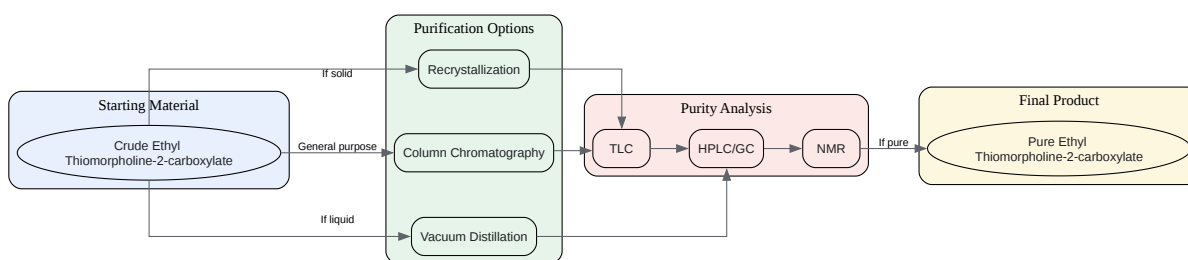 Purification Options
Recrystallization
If solid
Starting Material
Crude Ethyl
Thiomorpholine-2-carboxylate
General purpose
Column Chromatography
If liquid
Vacuum Distillation
Purity Analysis
TLC
HPLC/GC
NMR
If pure
Final Product
Pure Ethyl
Thiomorpholine-2-carboxylate